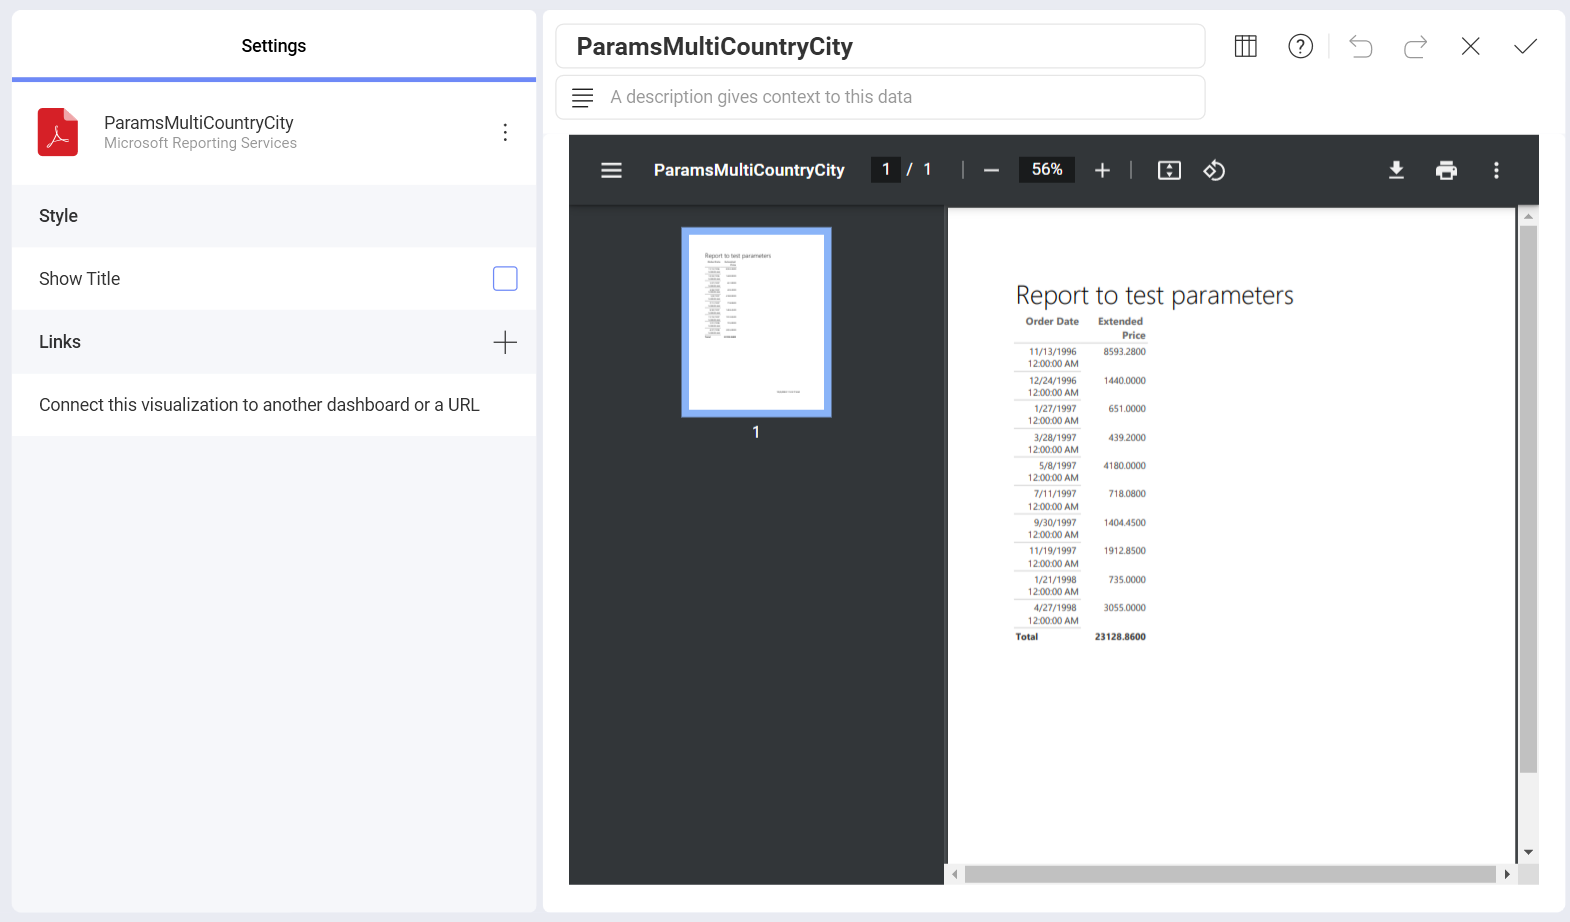 Settings
ParamsMultiCountryCity
Microsoft Reporting Services
Style
Show Title
Links
Connect this visualization to another dashboard or a URL
ParamsMultiCountryCity
A description gives context to this data
ParamsMultiCountryCity 1 / 1 56%
Report to test parameters
1
Report to test parameters
Order Date Extended
Price
11/13/1996 8593.2800
12:00:00 AM
12/24/1996 1440.0000
12:00:00 AM
1/27/1997 651.0000
12:00:00 AM
3/28/1997 439.2000
12:00:00 AM
5/8/1997 4180.0000
12:00:00 AM
7/11/1997 718.0800
12:00:00 AM
9/30/1997 1404.4500
12:00:00 AM
11/19/1997 1912.8500
12:00:00 AM
1/21/1998 735.0000
12:00:00 AM
4/27/1998 3055.0000
12:00:00 AM
Total 23128.8600